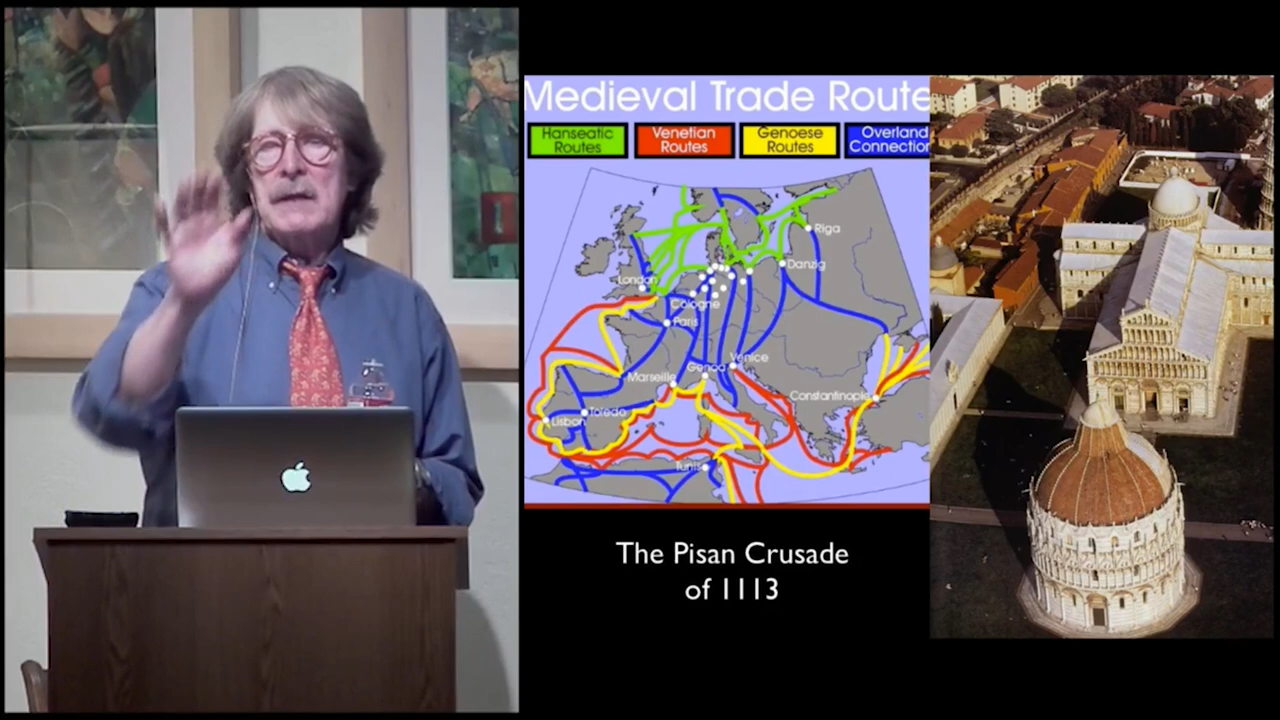 Medieval Trade Route
Hanseatic
Routes
Venetian
Routes
Genoese
Routes
Overland
Connection
Riga
Danzig
London
Cologne
Paris
Venice
Genoa
Marseille
Constantinople
Toledo
Lisbon
Tunis
The Pisan Crusade
of 1113